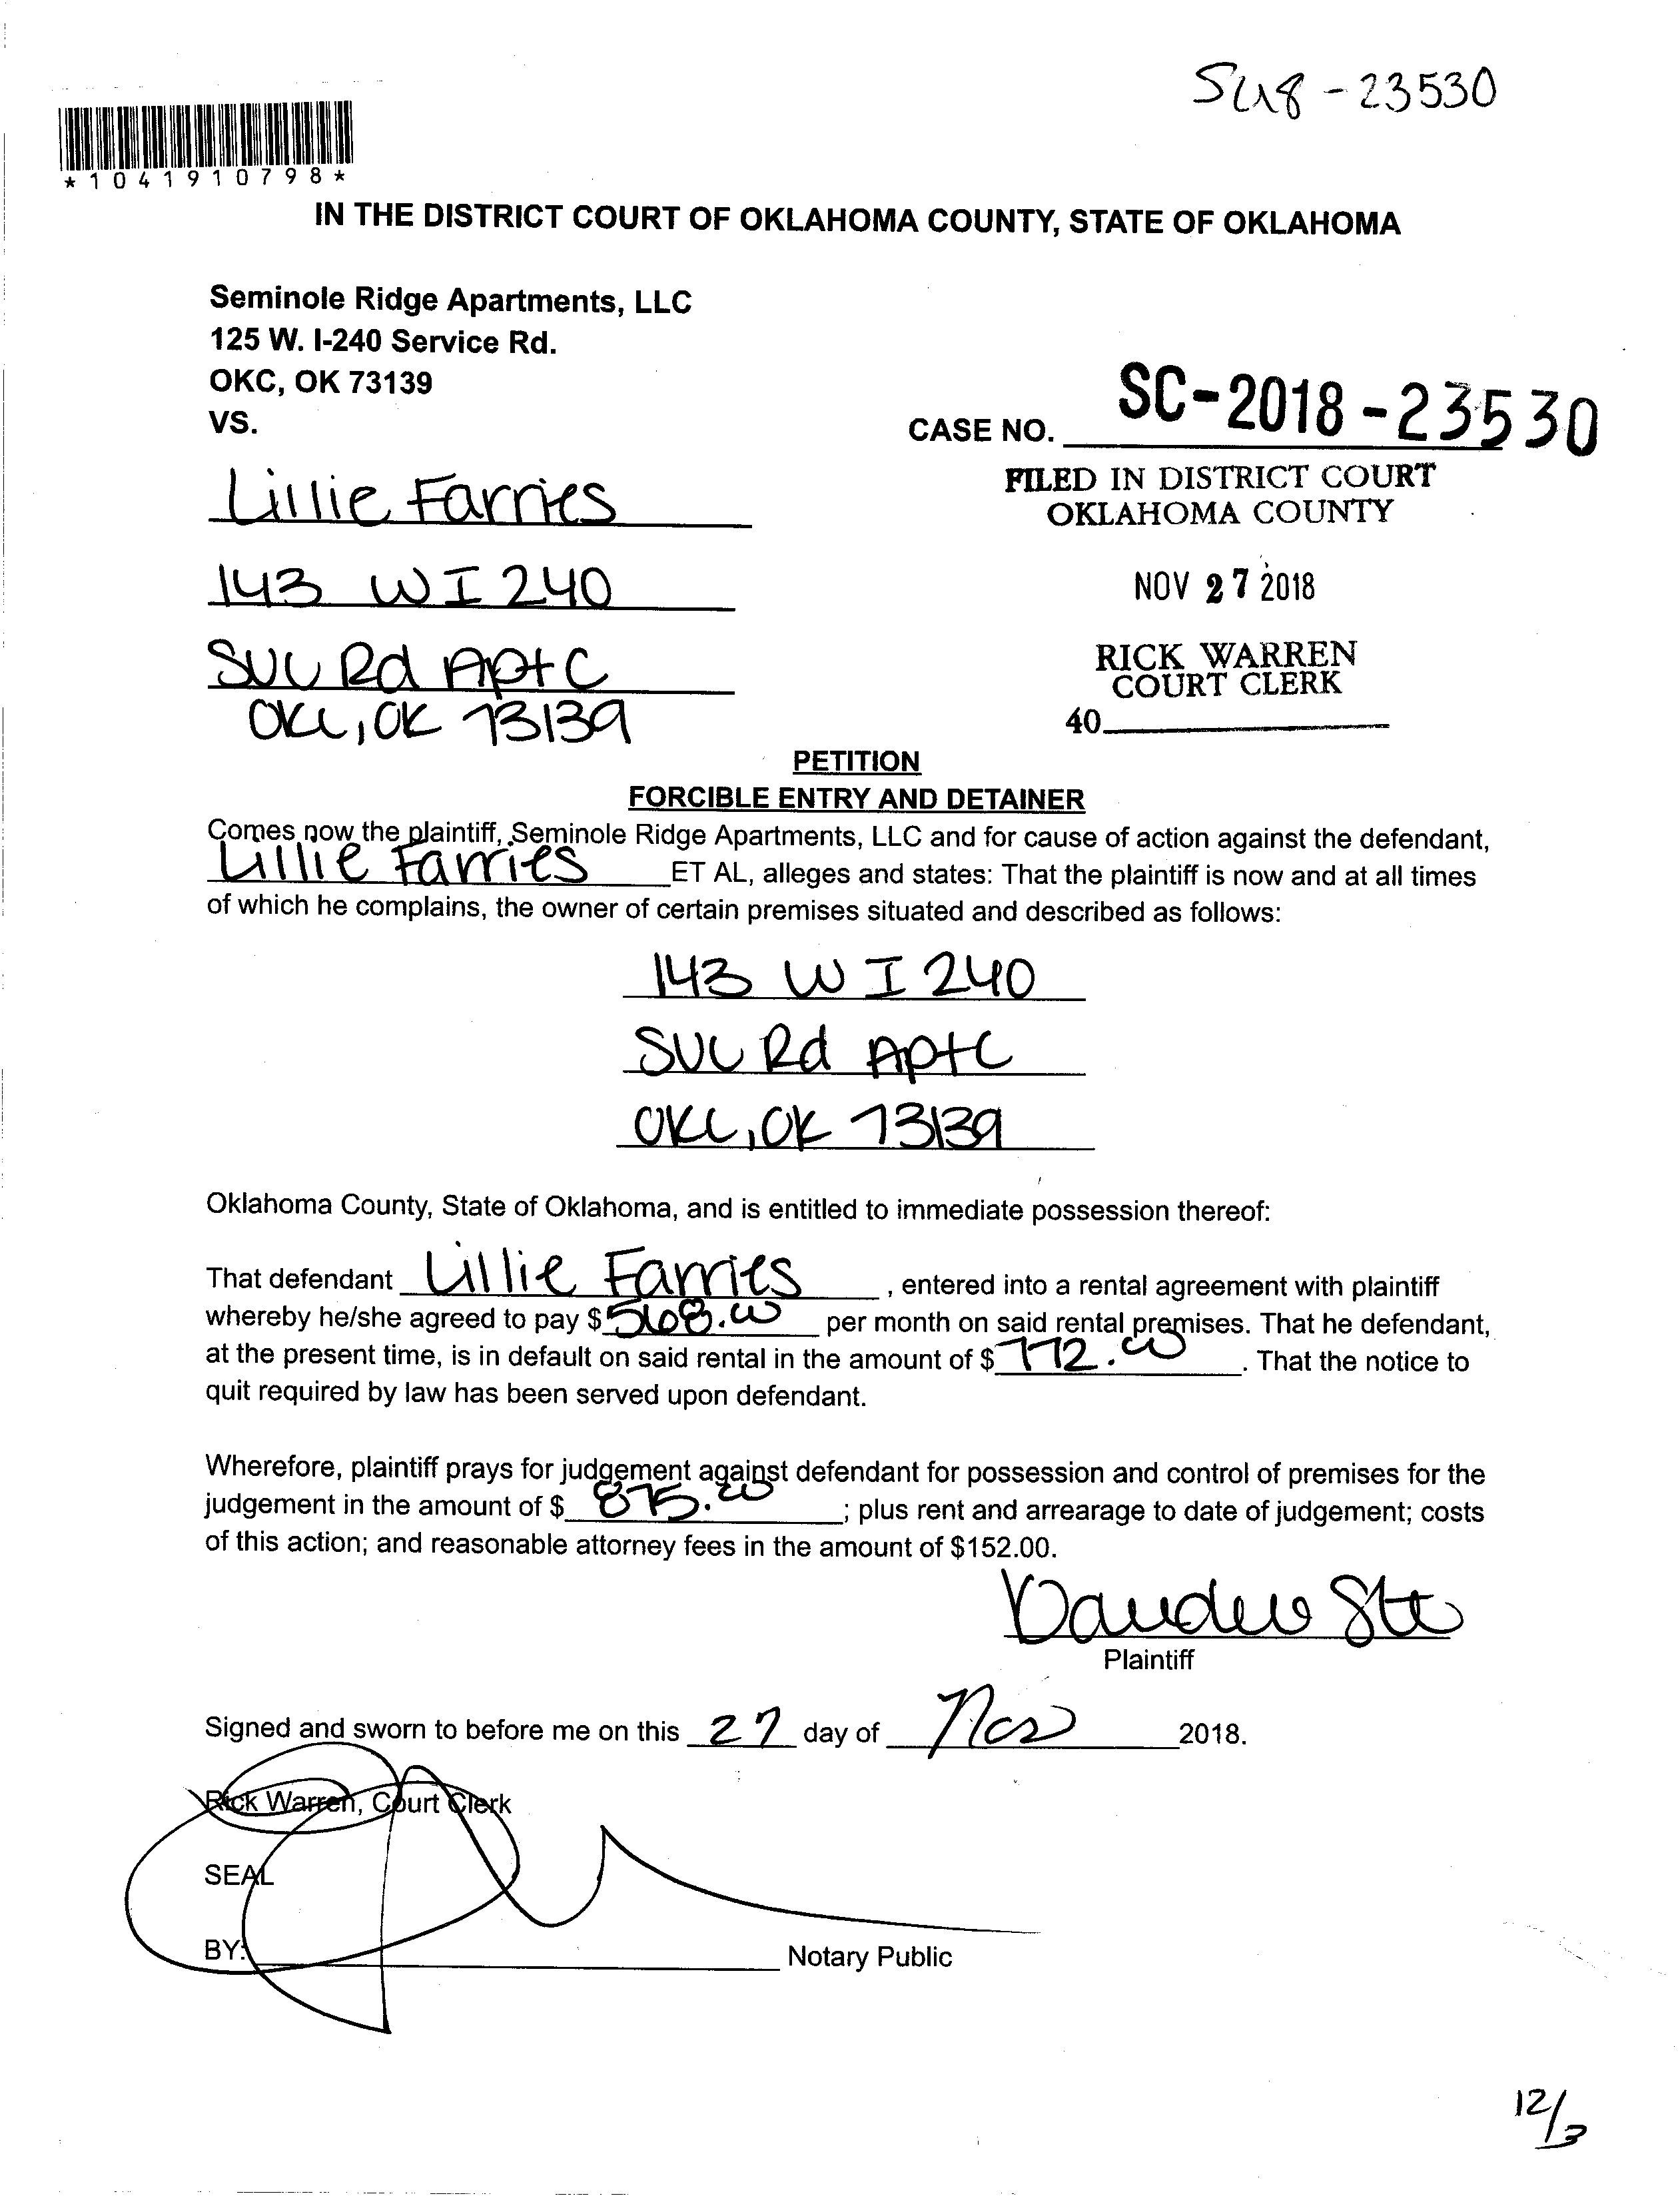 SC18-23530
*1041910798*
IN THE DISTRICT COURT OF OKLAHOMA COUNTY, STATE OF OKLAHOMA
Seminole Ridge Apartments, LLC
125 W. I-240 Service Rd.
OKC, OK 73139
VS.
CASE NO. SC-2018-23530
FILED IN DISTRICT COURT
OKLAHOMA COUNTY
NOV 27 2018
RICK WARREN
COURT CLERK
40
Lillie Farries
143 W I 240
SVC Rd Apt C
OKC, OK 73139
PETITION
FORCIBLE ENTRY AND DETAINER
Comes now the plaintiff, Seminole Ridge Apartments, LLC and for cause of action against the defendant,
Lillie Farries ET AL, alleges and states: That the plaintiff is now and at all times
of which he complains, the owner of certain premises situated and described as follows:
143 W I 240
SVC Rd Apt C
OKC, OK 73139
Oklahoma County, State of Oklahoma, and is entitled to immediate possession thereof:
That defendant Lillie Farries, entered into a rental agreement with plaintiff
whereby he/she agreed to pay $568.00 per month on said rental premises. That he defendant,
at the present time, is in default on said rental in the amount of $772.00. That the notice to
quit required by law has been served upon defendant.
Wherefore, plaintiff prays for judgement against defendant for possession and control of premises for the
judgement in the amount of $875.00; plus rent and arrearage to date of judgement; costs
of this action; and reasonable attorney fees in the amount of $152.00.
Plaintiff
Signed and sworn to before me on this 27 day of Nov 2018.
Rick Warren, Court Clerk
SEAL
BY: Notary Public
12/3